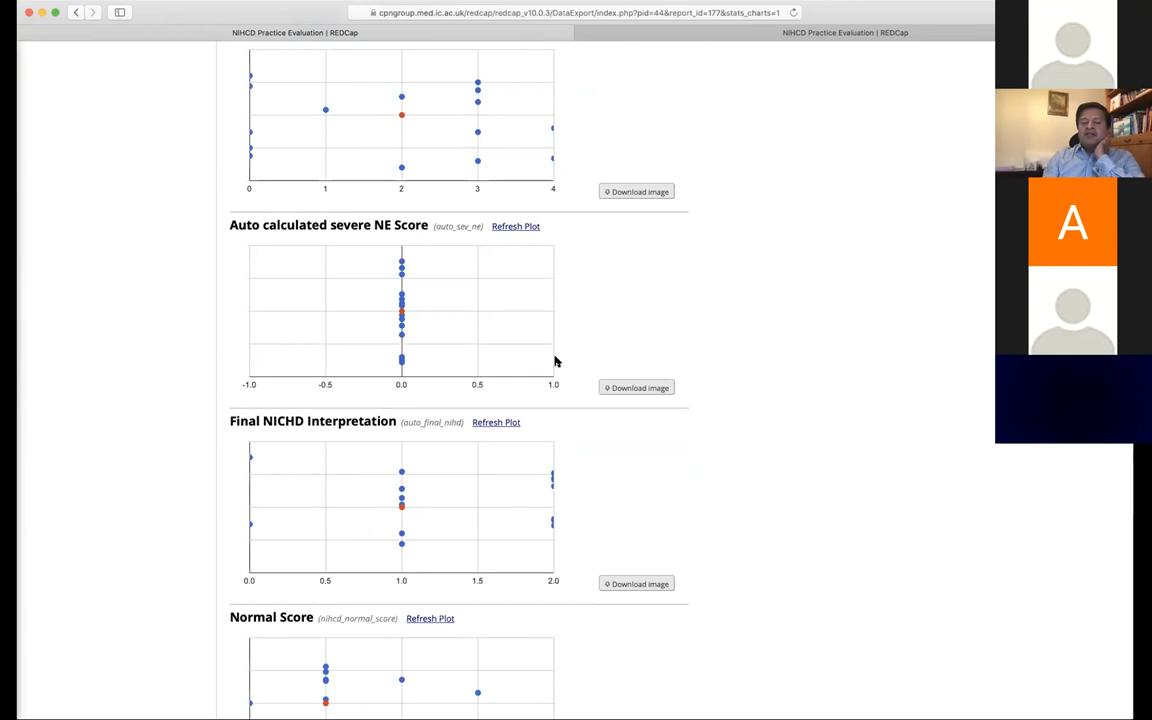 cpngroup.med.ic.ac.uk/redcap/redcap_v10.0.3/DataExport/index.php?pid=44&report_id=177&stats_charts=1
NIHCD Practice Evaluation | REDCap
NIHCD Practice Evaluation | REDCap
0 1 2 3 4
Download image
Auto calculated severe NE Score (auto_sev_ne) Refresh Plot
-1.0 -0.5 0.0 0.5 1.0
Download image
Final NICHD Interpretation (auto_final_nihd) Refresh Plot
0.0 0.5 1.0 1.5 2.0
Download image
Normal Score (nihcd_normal_score) Refresh Plot
A